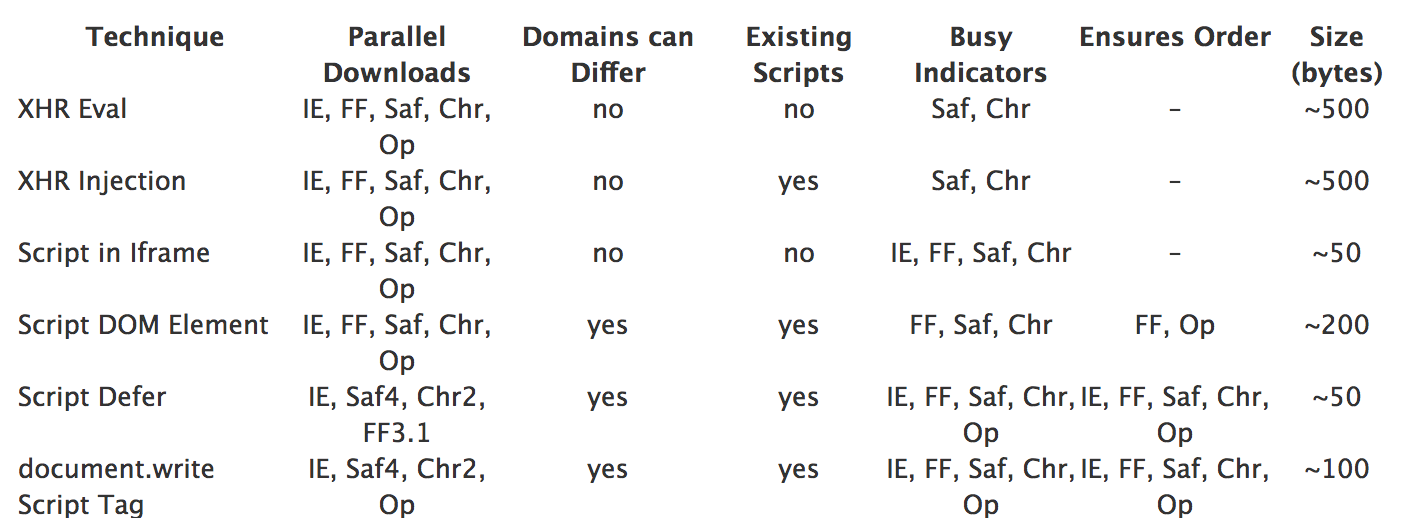 Technique Parallel Domains can Existing Busy Ensures Order Size
Downloads Differ Scripts Indicators (bytes)
XHR Eval IE, FF, Saf, Chr, no no Saf, Chr – ~500
Op
XHR Injection IE, FF, Saf, Chr, no yes Saf, Chr – ~500
Op
Script in Iframe IE, FF, Saf, Chr, no no IE, FF, Saf, Chr – ~50
Op
Script DOM Element IE, FF, Saf, Chr, yes yes FF, Saf, Chr FF, Op ~200
Op
Script Defer IE, Saf4, Chr2, yes yes IE, FF, Saf, Chr, IE, FF, Saf, Chr, ~50
FF3.1 Op Op
document.write IE, Saf4, Chr2, yes yes IE, FF, Saf, Chr, IE, FF, Saf, Chr, ~100
Script Tag Op Op Op